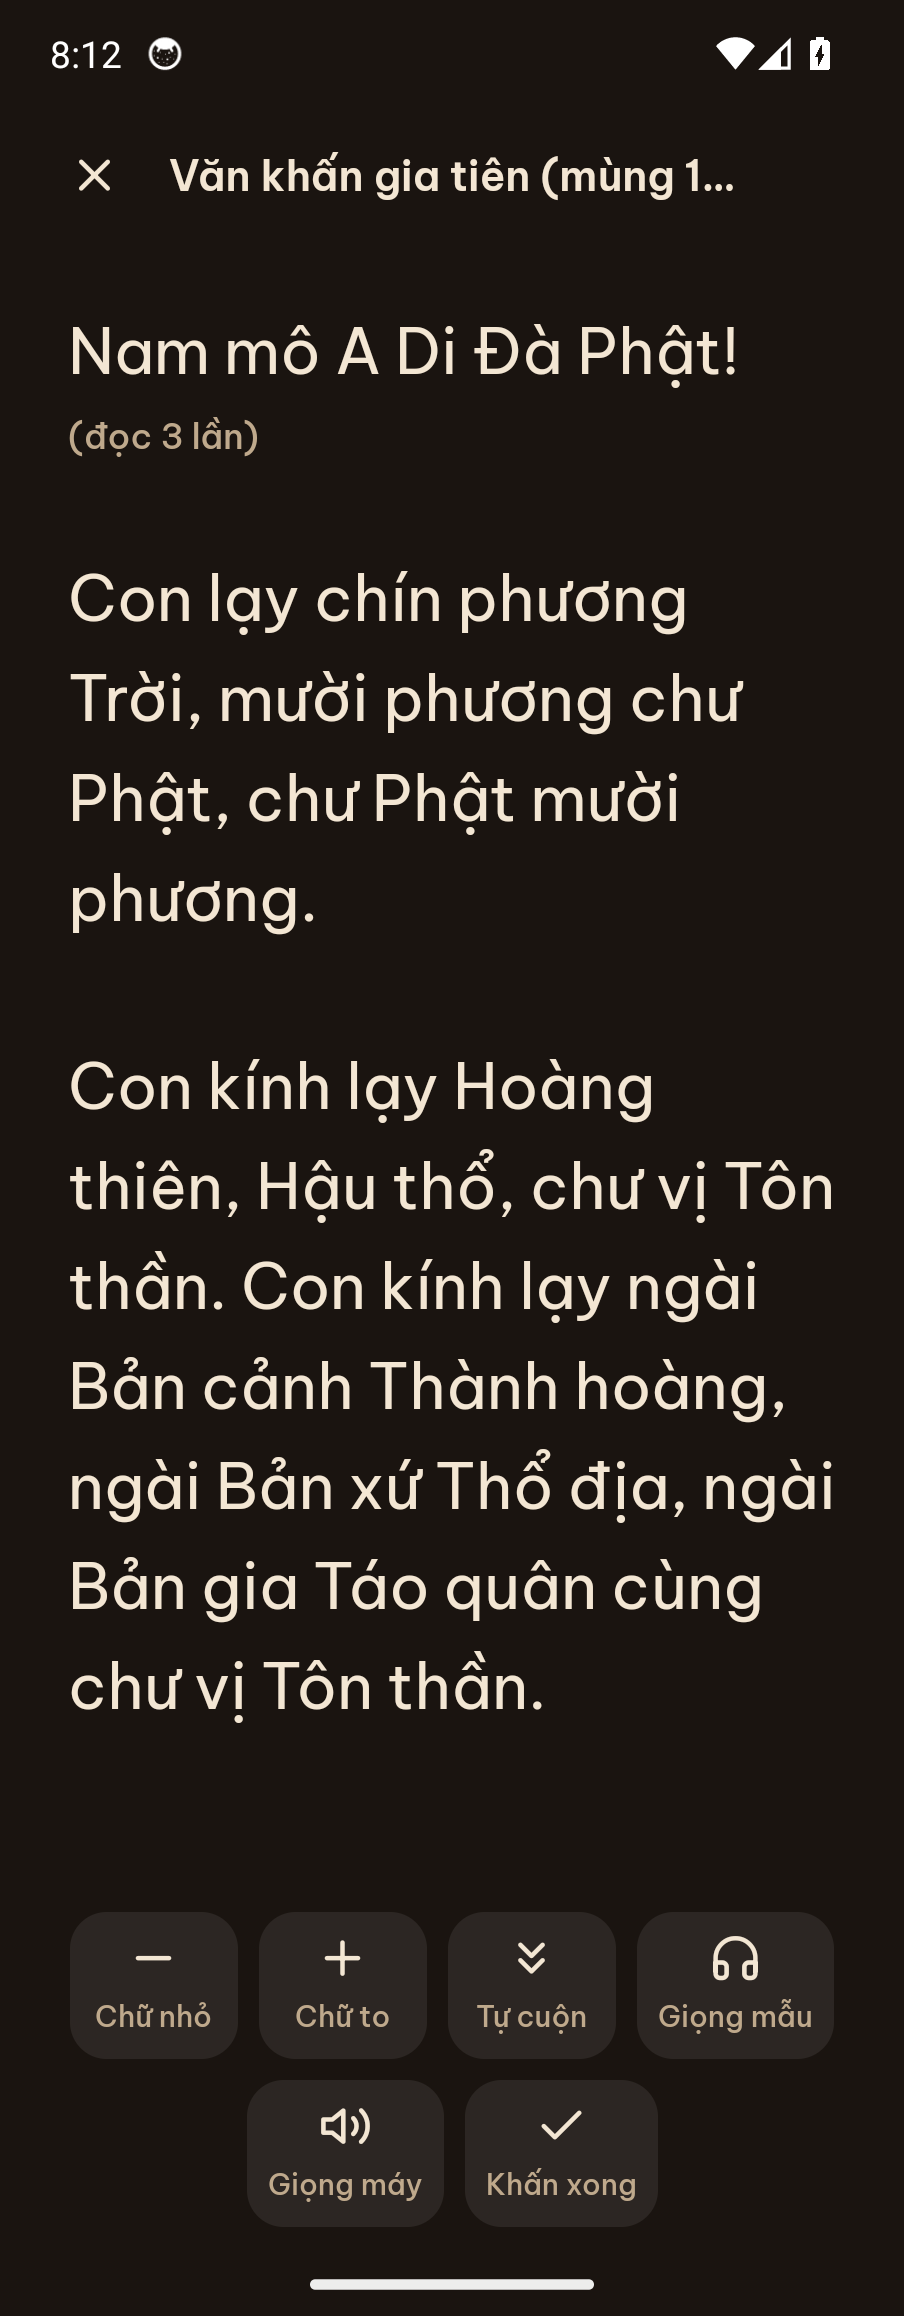 8:12
Văn khấn gia tiên (mùng 1...
Nam mô A Di Đà Phật!
(đọc 3 lần)
Con lạy chín phương
Trời, mười phương chư
Phật, chư Phật mười
phương.
Con kính lạy Hoàng
thiên, Hậu thổ, chư vị Tôn
thần. Con kính lạy ngài
Bản cảnh Thành hoàng,
ngài Bản xứ Thổ địa, ngài
Bản gia Táo quân cùng
chư vị Tôn thần.
Chữ nhỏ
Chữ to
Tự cuộn
Giọng mẫu
Giọng máy
Khấn xong